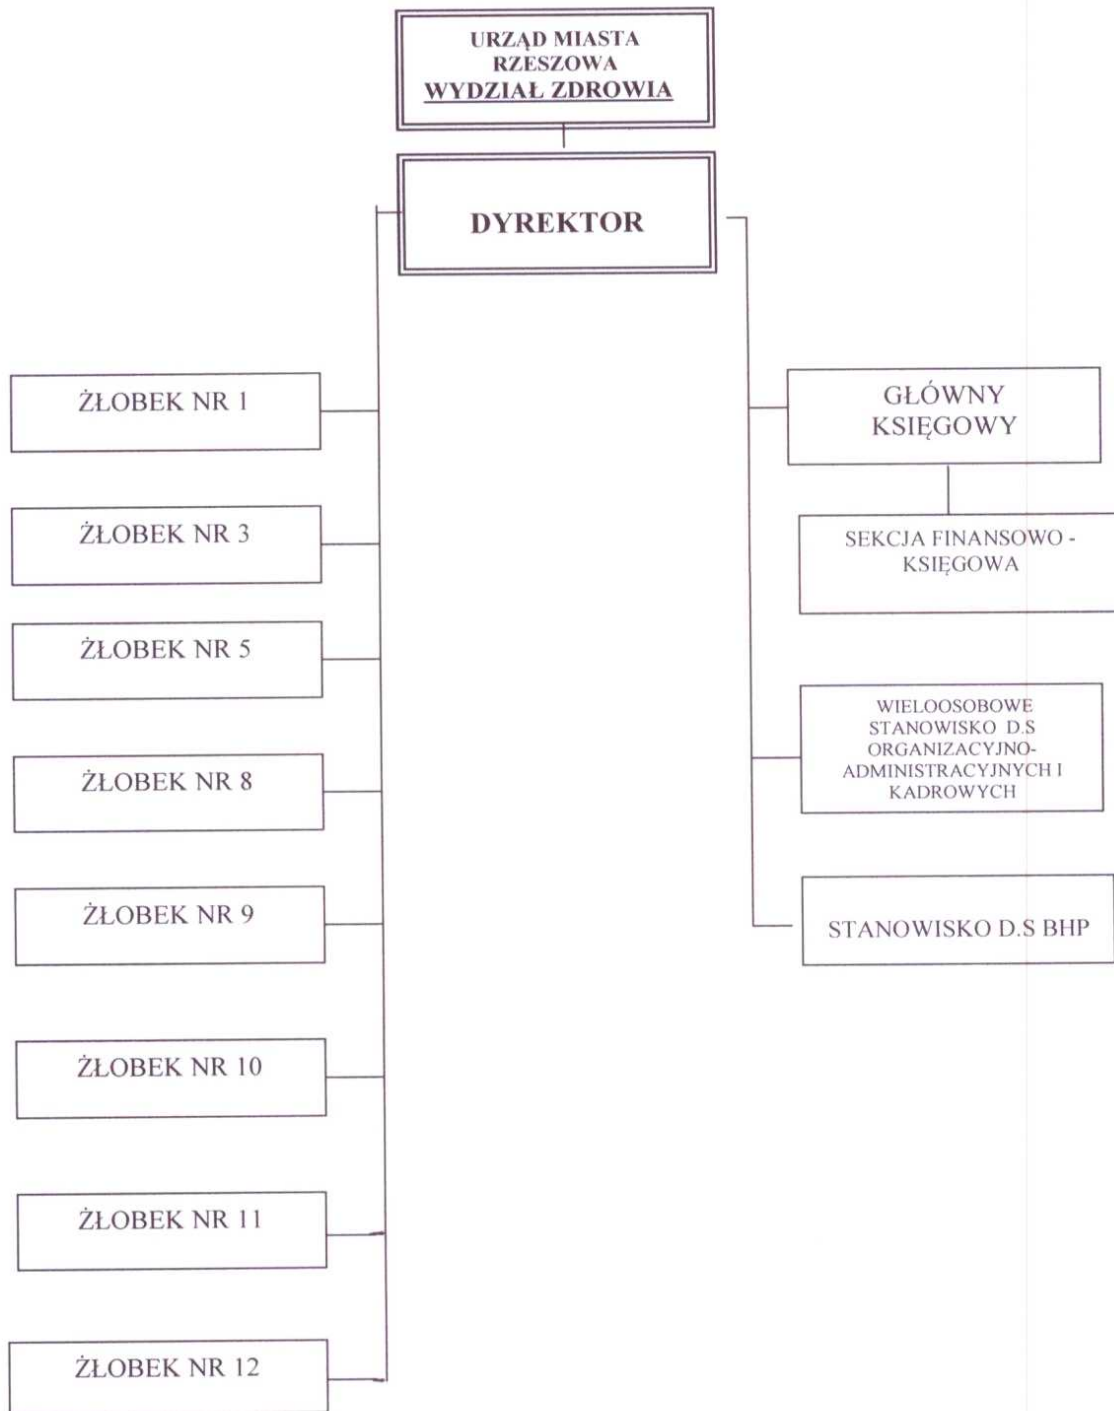 URZĄD MIASTA
RZESZOWA
WYDZIAŁ ZDROWIA
DYREKTOR
ŻŁOBEK NR 1
ŻŁOBEK NR 3
ŻŁOBEK NR 5
ŻŁOBEK NR 8
ŻŁOBEK NR 9
ŻŁOBEK NR 10
ŻŁOBEK NR 11
ŻŁOBEK NR 12
GŁÓWNY
KSIĘGOWY
SEKCJA FINANSOWO -
KSIĘGOWA
WIELOOSOBOWE
STANOWISKO D.S
ORGANIZACYJNO-
ADMINISTRACYJNYCH I
KADROWYCH
STANOWISKO D.S BHP